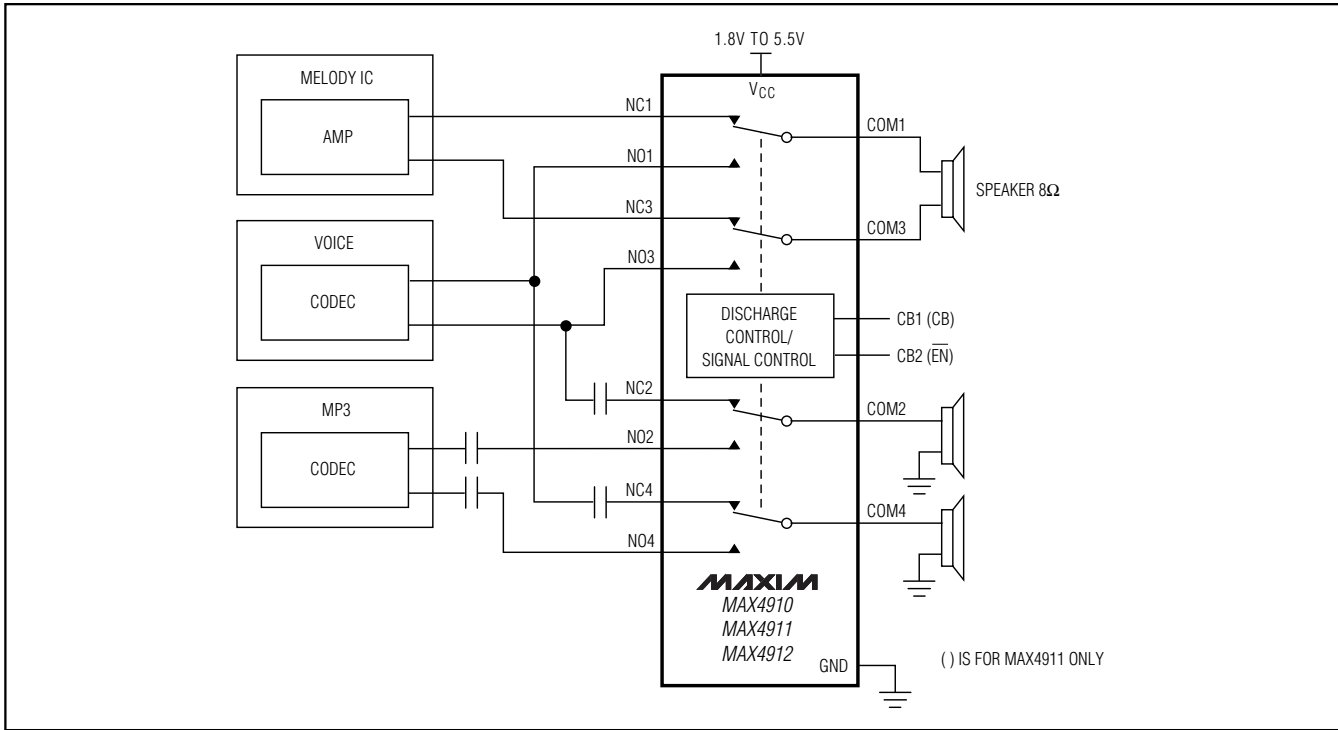 1.8V TO 5.5V
MELODY IC
AMP
VCC
NC1
COM1
NO1
SPEAKER 8Ω
NC3
COM3
VOICE
CODEC
NO3
DISCHARGE
CONTROL/
SIGNAL CONTROL
CB1 (CB)
CB2 (E̅N̅)
MP3
CODEC
NC2
COM2
NO2
NC4
COM4
NO4
MAXIM
MAX4910
MAX4911
MAX4912
GND
( ) IS FOR MAX4911 ONLY